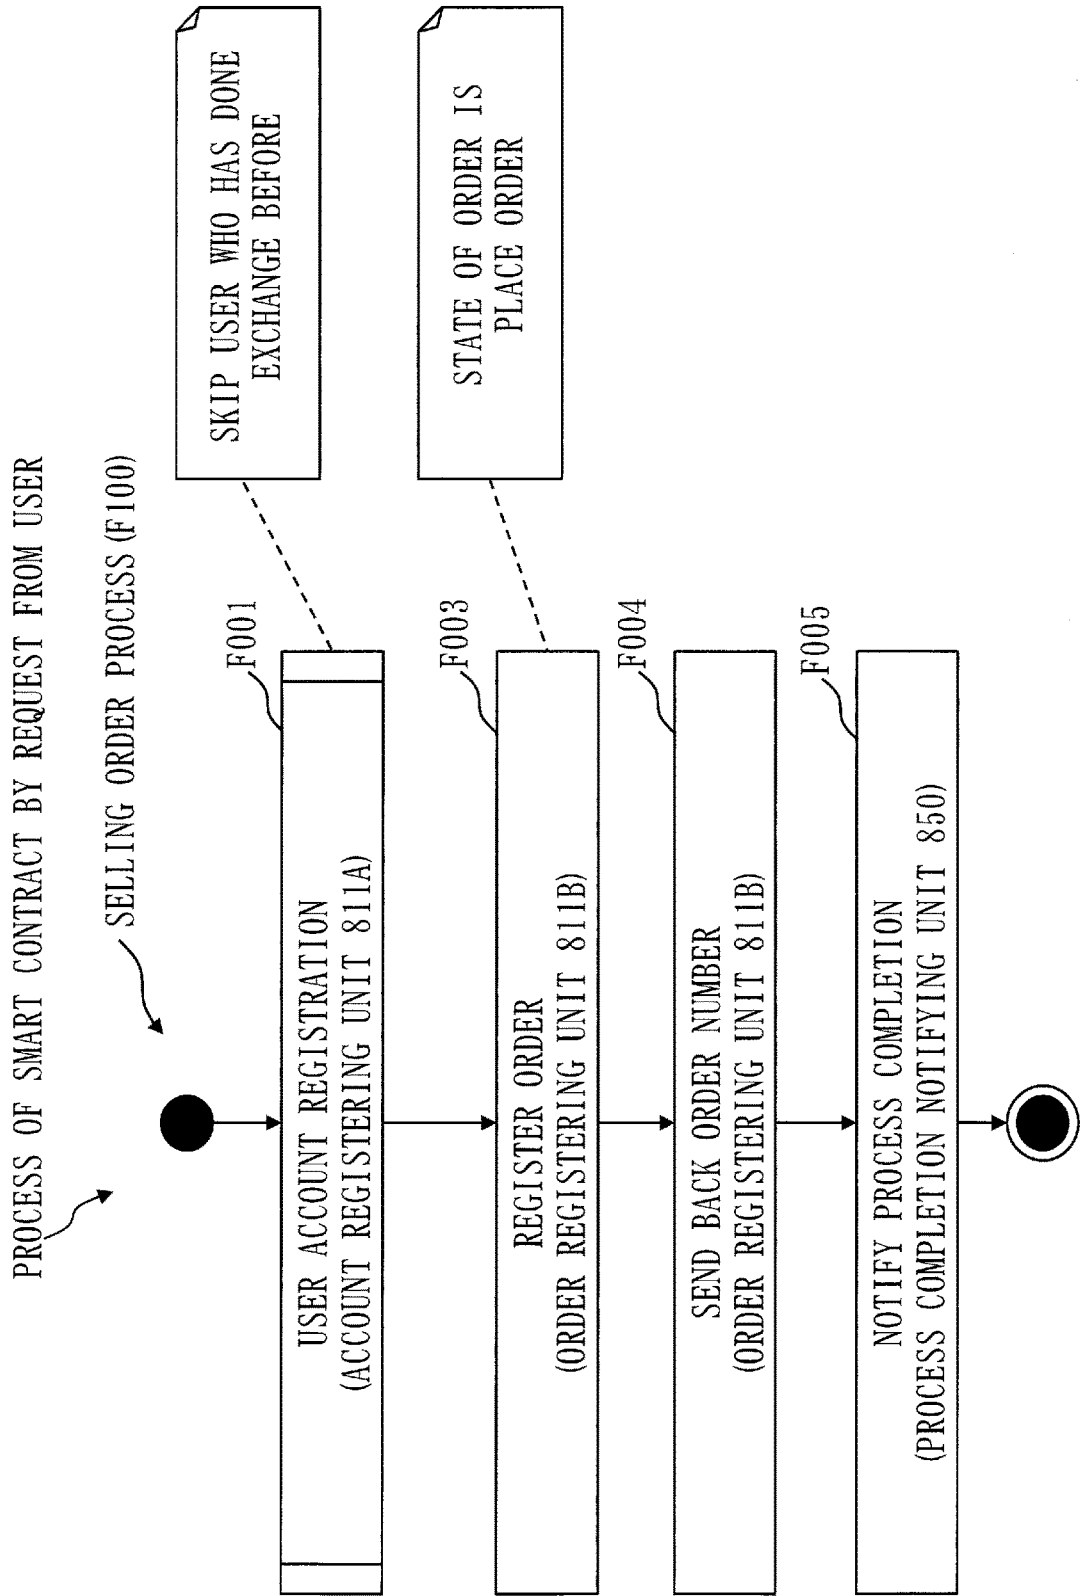 PROCESS OF SMART CONTRACT BY REQUEST FROM USER
SELLING ORDER PROCESS (F100)
F001
USER ACCOUNT REGISTRATION
(ACCOUNT REGISTERING UNIT 811A)
SKIP USER WHO HAS DONE
EXCHANGE BEFORE
F003
REGISTER ORDER
(ORDER REGISTERING UNIT 811B)
STATE OF ORDER IS
PLACE ORDER
F004
SEND BACK ORDER NUMBER
(ORDER REGISTERING UNIT 811B)
F005
NOTIFY PROCESS COMPLETION
(PROCESS COMPLETION NOTIFYING UNIT 850)